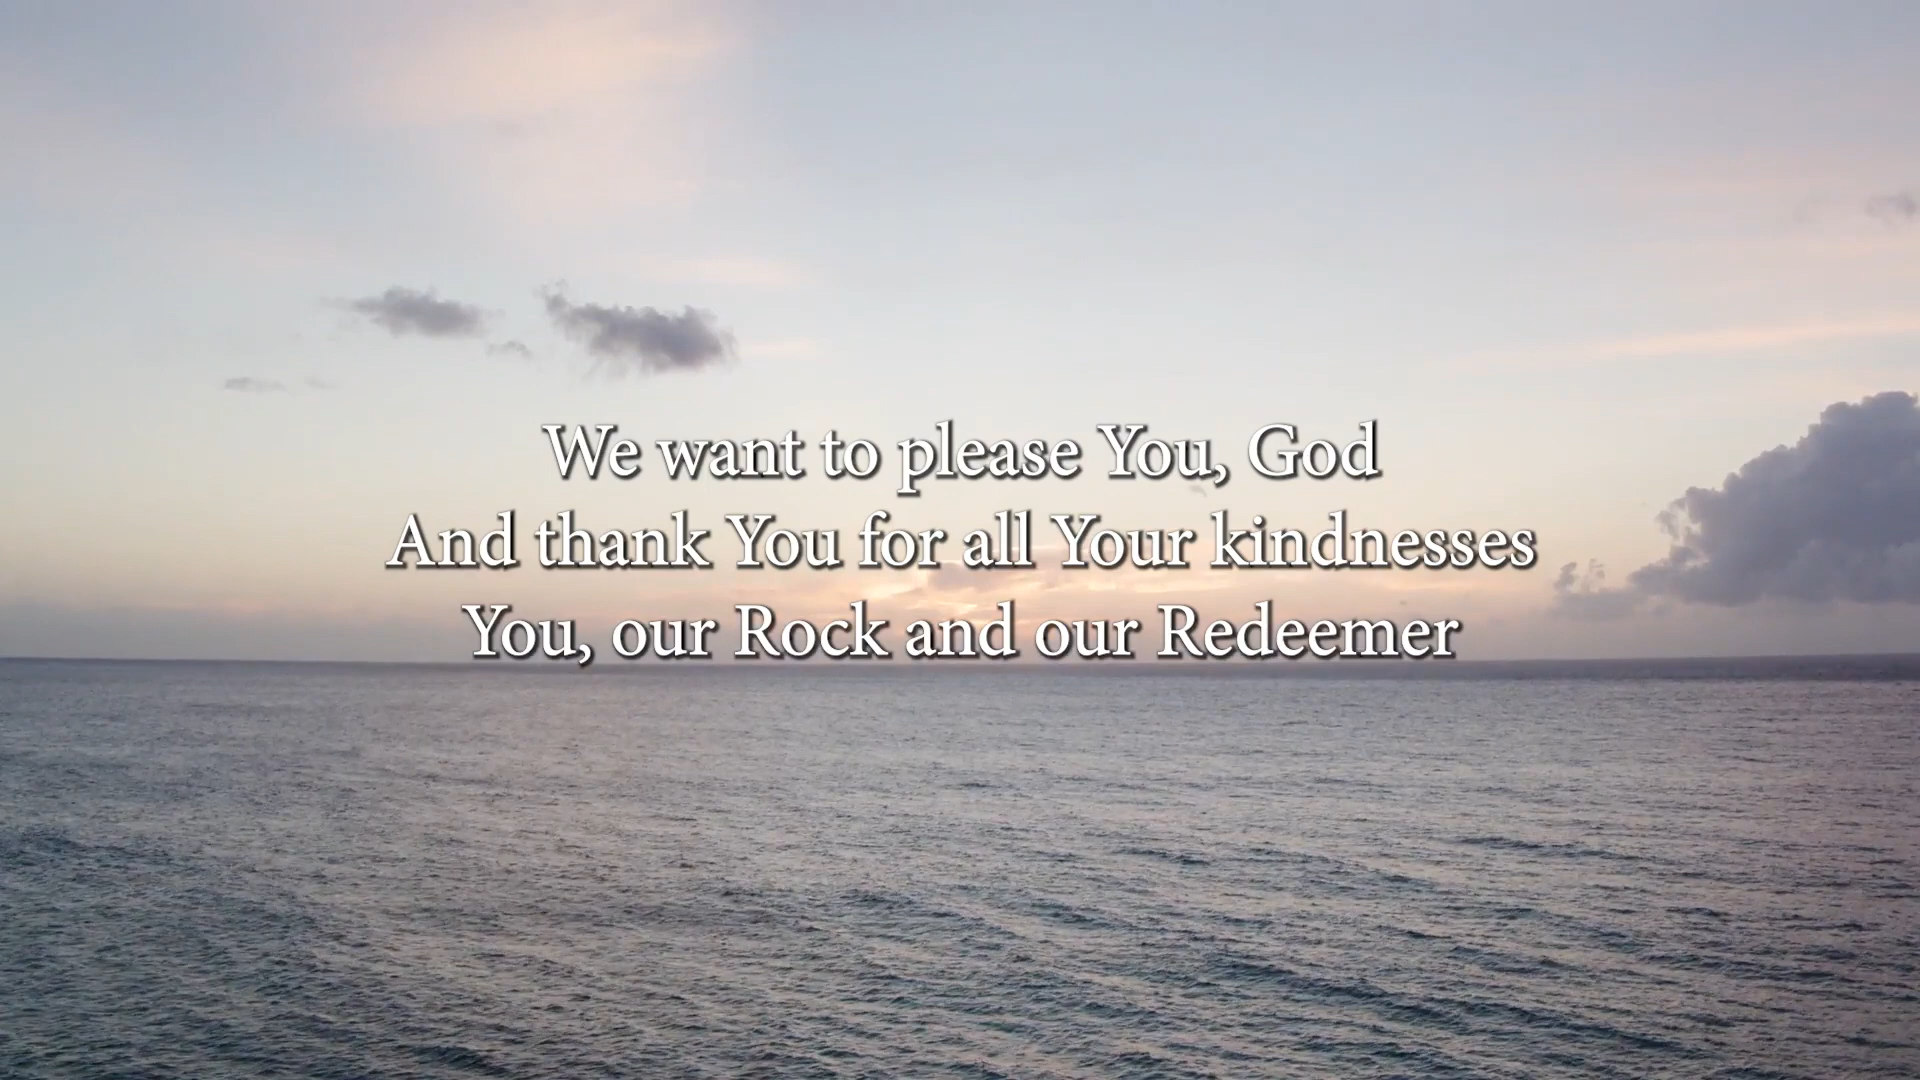 We want to please You, God
And thank You for all Your kindnesses
You, our Rock and our Redeemer